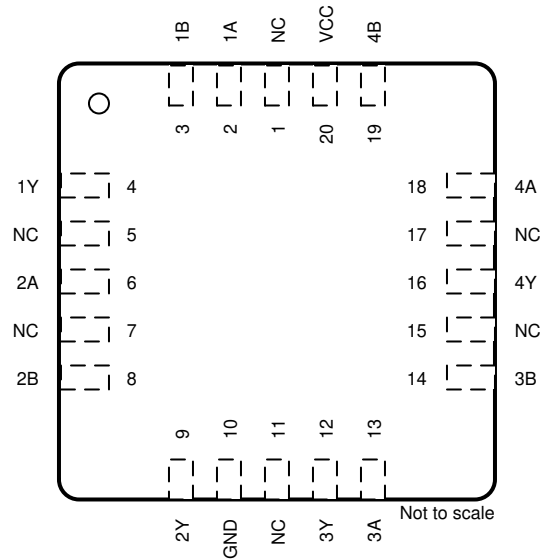 1B 1A NC VCC 4B
3 2 1 20 19
1Y 4 18 4A
NC 5 17 NC
2A 6 16 4Y
NC 7 15 NC
2B 8 14 3B
9 10 11 12 13
2Y GND NC 3Y 3A
Not to scale